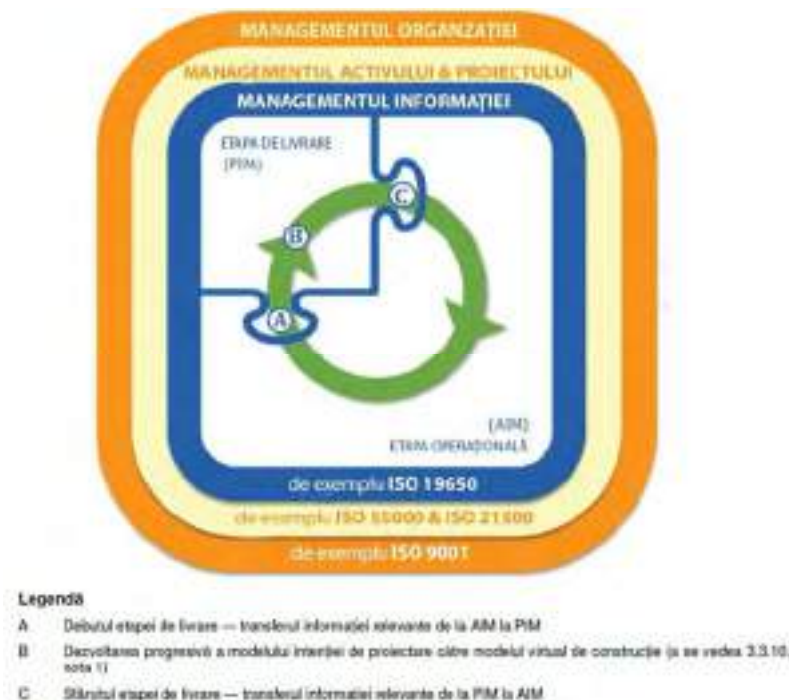 MANAGEMENTUL ORGANZAȚIEI
MANAGEMENTUL ACTIVULUI & PROIECTULUI
MANAGEMENTUL INFORMAȚIEI
ETAPA DE LIVRARE
(PIM)
C
B
A
(AIM)
ETAPA OPERAȚIONALĂ
de exemplu ISO 19650
de exemplu ISO 55000 & ISO 21500
de exemplu ISO 9001
Legendă
A Debutul etapei de livrare — transferul informației relevante de la AIM la PIM
B Dezvoltarea progresivă a modelului intenției de proiectare către modelul virtual de construcție (a se vedea 3.3.10,
nota 1)
C Sfârșitul etapei de livrare — transferul informației relevante de la PIM la AIM